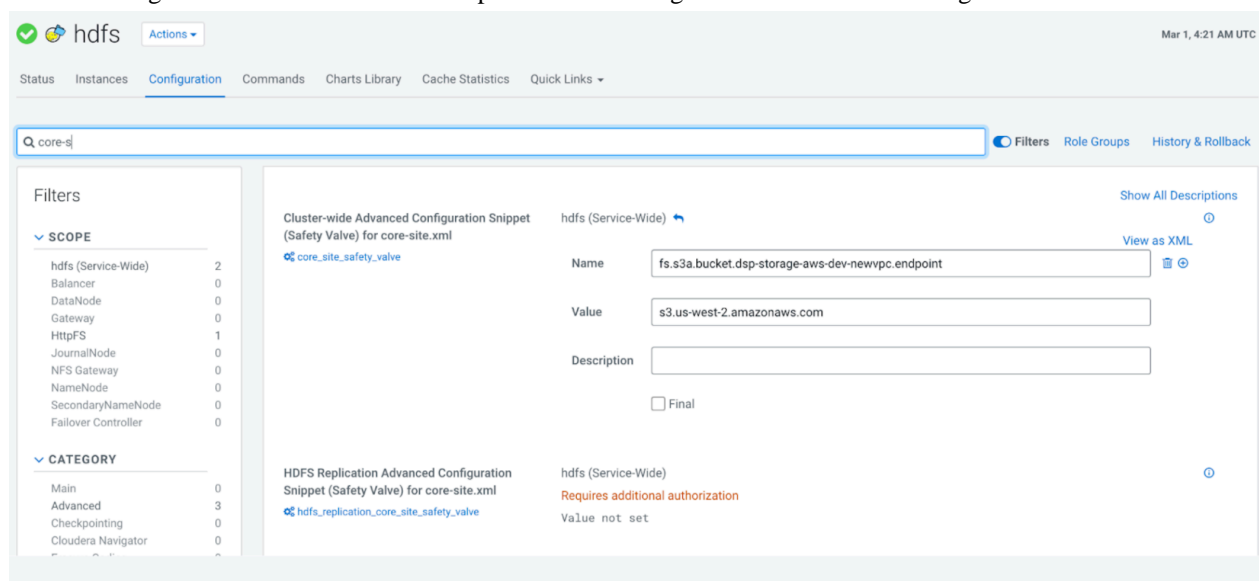 hdfs Actions Mar 1, 4:21 AM UTC
Status Instances Configuration Commands Charts Library Cache Statistics Quick Links
core-s Filters Role Groups History & Rollback
Filters
SCOPE
hdfs (Service-Wide) 2
Balancer 0
DataNode 0
Gateway 0
HttpFS 1
JournalNode 0
NFS Gateway 0
NameNode 0
SecondaryNameNode 0
Failover Controller 0
CATEGORY
Main 0
Advanced 3
Checkpointing 0
Cloudera Navigator 0
Show All Descriptions
Cluster-wide Advanced Configuration Snippet
(Safety Valve) for core-site.xml
core_site_safety_valve
hdfs (Service-Wide)
View as XML
Name fs.s3a.bucket.dsp-storage-aws-dev-newvpc.endpoint
Value s3.us-west-2.amazonaws.com
Description
Final
HDFS Replication Advanced Configuration
Snippet (Safety Valve) for core-site.xml
hdfs_replication_core_site_safety_valve
hdfs (Service-Wide)
Requires additional authorization
Value not set